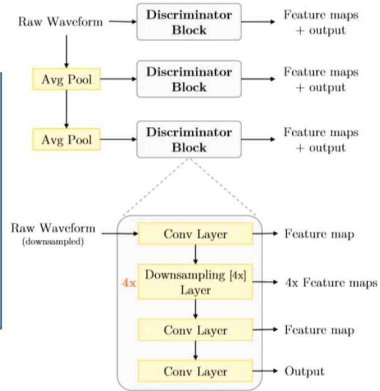 Raw Waveform
Discriminator
Block
Feature maps
+ output
Avg Pool
Discriminator
Block
Feature maps
+ output
Avg Pool
Discriminator
Block
Feature maps
+ output
Raw Waveform
(downsampled)
Conv Layer
Feature map
4x
Downsampling [4x]
Layer
4x Feature maps
Conv Layer
Feature map
Conv Layer
Output